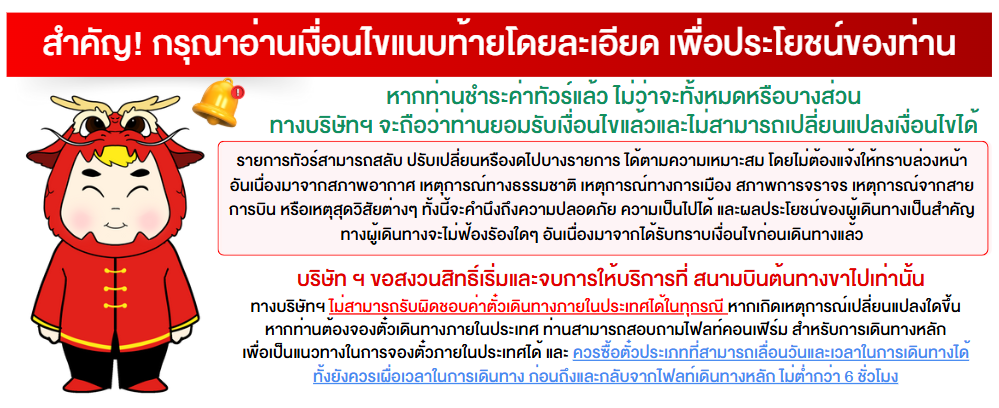 สำคัญ! กรุณาอ่านเงื่อนไขแนบท้ายโดยละเอียด เพื่อประโยชน์ของท่าน
หากท่านชำระค่าทัวร์แล้ว ไม่ว่าจะทั้งหมดหรือบางส่วน
ทางบริษัทฯ จะถือว่าท่านยอมรับเงื่อนไขแล้วและไม่สามารถเปลี่ยนแปลงเงื่อนไขได้
รายการทัวร์สามารถสลับ ปรับเปลี่ยนหรืองดไปบางรายการ ได้ตามความเหมาะสม โดยไม่ต้องแจ้งให้ทราบล่วงหน้า
อันเนื่องมาจากสภาพอากาศ เหตุการณ์ทางธรรมชาติ เหตุการณ์ทางการเมือง สภาพการจราจร เหตุการณ์จากสาย
การบิน หรือเหตุสุดวิสัยต่างๆ ทั้งนี้จะคำนึงถึงความปลอดภัย ความเป็นไปได้ และผลประโยชน์ของผู้เดินทางเป็นสำคัญ
ทางผู้เดินทางจะไม่ฟ้องร้องใดๆ อันเนื่องมาจากได้รับทราบเงื่อนไขก่อนเดินทางแล้ว
บริษัท ฯ ขอสงวนสิทธิ์เริ่มและจบการให้บริการที่ สนามบินต้นทางขาไปเท่านั้น
ทางบริษัทฯ ไม่สามารถรับผิดชอบค่าตั๋วเดินทางภายในประเทศได้ในทุกรณี หากเกิดเหตุการณ์เปลี่ยนแปลงใดขึ้น
หากท่านต้องจองตั๋วเดินทางภายในประเทศ ท่านสามารถสอบถามไฟลท์คอนเฟิร์ม สำหรับการเดินทางหลัก
เพื่อเป็นแนวทางในการจองตั๋วภายในประเทศได้ และ ควรซื้อตั๋วประเภทที่สามารถเลื่อนวันและเวลาในการเดินทางได้
ทั้งยังควรเผื่อเวลาในการเดินทาง ก่อนถึงและกลับจากไฟลท์เดินทางหลัก ไม่ต่ำกว่า 6 ชั่วโมง